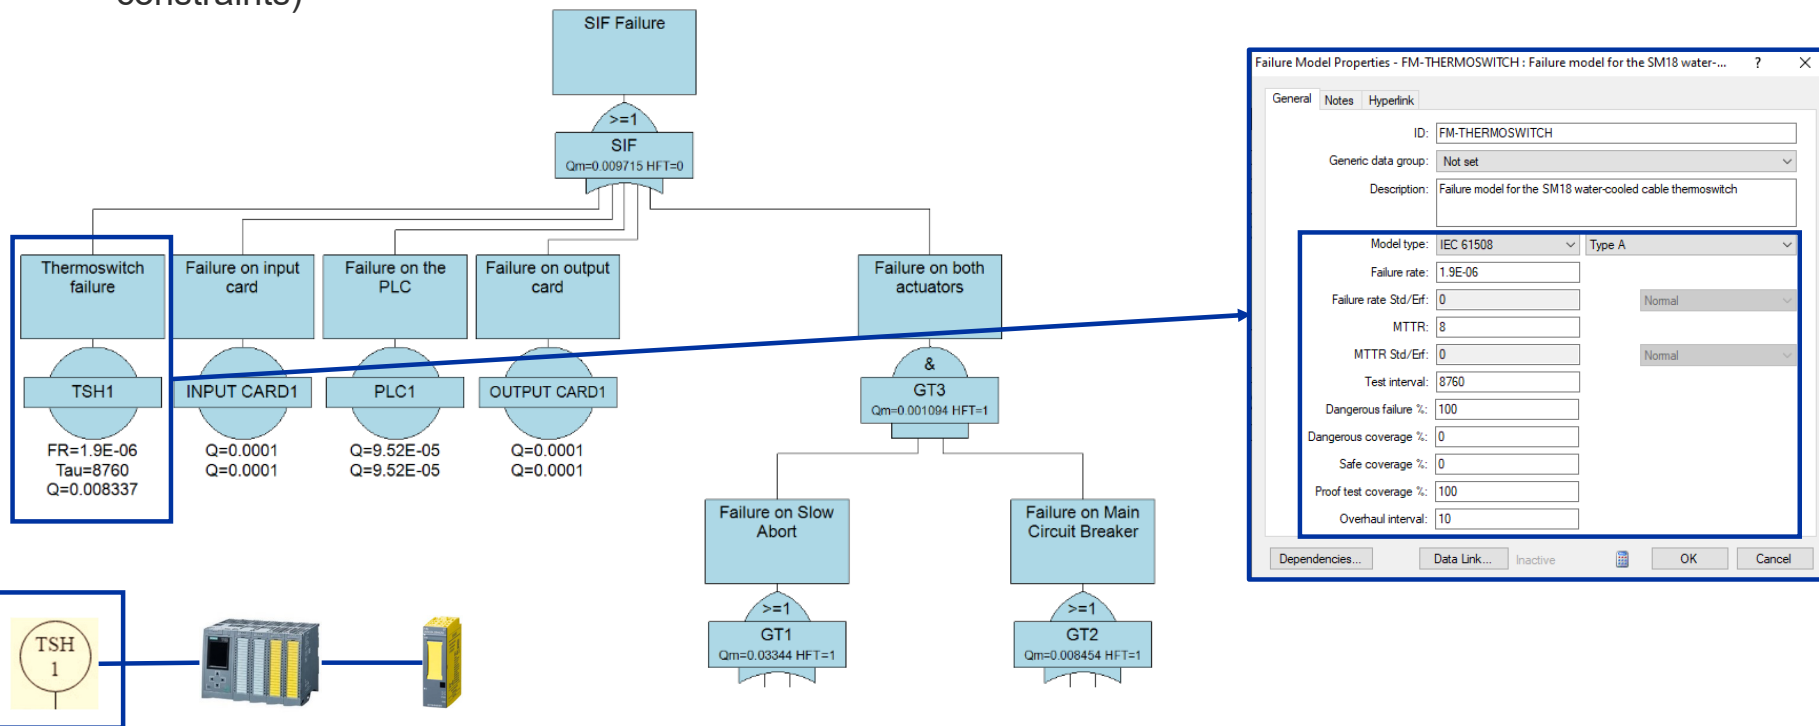 constraints)
SIF Failure
>=1
SIF
Qm=0.009715 HFT=0
Thermoswitch
failure
TSH1
FR=1.9E-06
Tau=8760
Q=0.008337
Failure on input
card
INPUT CARD1
Q=0.0001
Q=0.0001
Failure on the
PLC
PLC1
Q=9.52E-05
Q=9.52E-05
Failure on output
card
OUTPUT CARD1
Q=0.0001
Q=0.0001
Failure on both
actuators
&
GT3
Qm=0.001094 HFT=1
Failure on Slow
Abort
>=1
GT1
Qm=0.03344 HFT=1
Failure on Main
Circuit Breaker
>=1
GT2
Qm=0.008454 HFT=1
TSH
1
Failure Model Properties - FM-THERMOSWITCH : Failure model for the SM18 water-... ? X
General Notes Hyperlink
ID: FM-THERMOSWITCH
Generic data group: Not set
Description: Failure model for the SM18 water-cooled cable thermoswitch
Model type: IEC 61508 Type A
Failure rate: 1.9E-06
Failure rate Std/Erf: 0 Normal
MTTR: 8
MTTR Std/Erf: 0 Normal
Test interval: 8760
Dangerous failure %: 100
Dangerous coverage %: 0
Safe coverage %: 0
Proof test coverage %: 100
Overhaul interval: 10
Dependencies... Data Link... Inactive OK Cancel